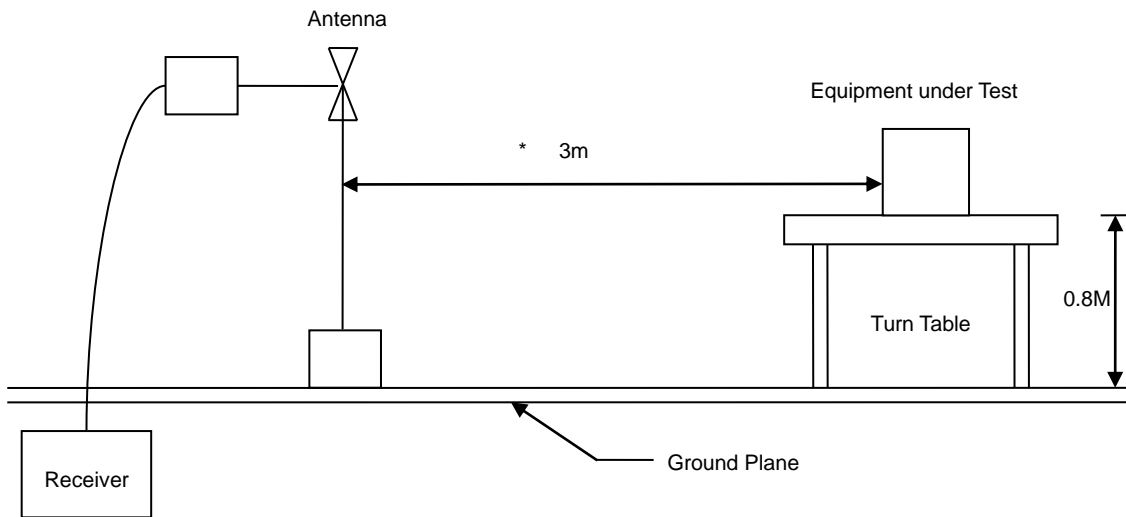 Antenna
Equipment under Test
* 3m
0.8M
Turn Table
Ground Plane
Receiver